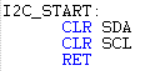 I2C_START:
CLR SDA
CLR SCL
RET